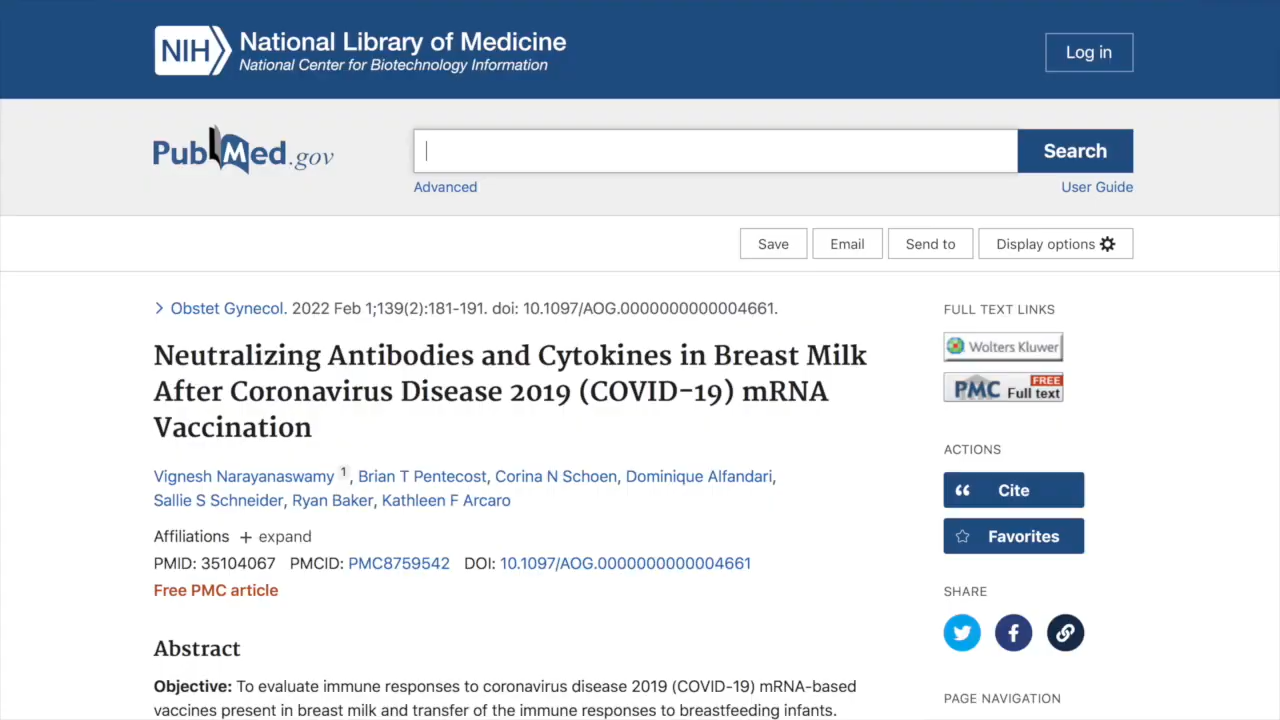 NIH
National Library of Medicine
National Center for Biotechnology Information
Log in
PubMed.gov
Search
Advanced
User Guide
Save
Email
Send to
Display options
Obstet Gynecol. 2022 Feb 1;139(2):181-191. doi: 10.1097/AOG.0000000000004661.
Neutralizing Antibodies and Cytokines in Breast Milk
After Coronavirus Disease 2019 (COVID-19) mRNA
Vaccination
Vignesh Narayanaswamy 1, Brian T Pentecost, Corina N Schoen, Dominique Alfandari,
Sallie S Schneider, Ryan Baker, Kathleen F Arcaro
Affiliations + expand
PMID: 35104067 PMCID: PMC8759542 DOI: 10.1097/AOG.0000000000004661
Free PMC article
Abstract
Objective: To evaluate immune responses to coronavirus disease 2019 (COVID-19) mRNA-based
vaccines present in breast milk and transfer of the immune responses to breastfeeding infants.
FULL TEXT LINKS
Wolters Kluwer
PMC FREE Full text
ACTIONS
Cite
Favorites
SHARE
PAGE NAVIGATION